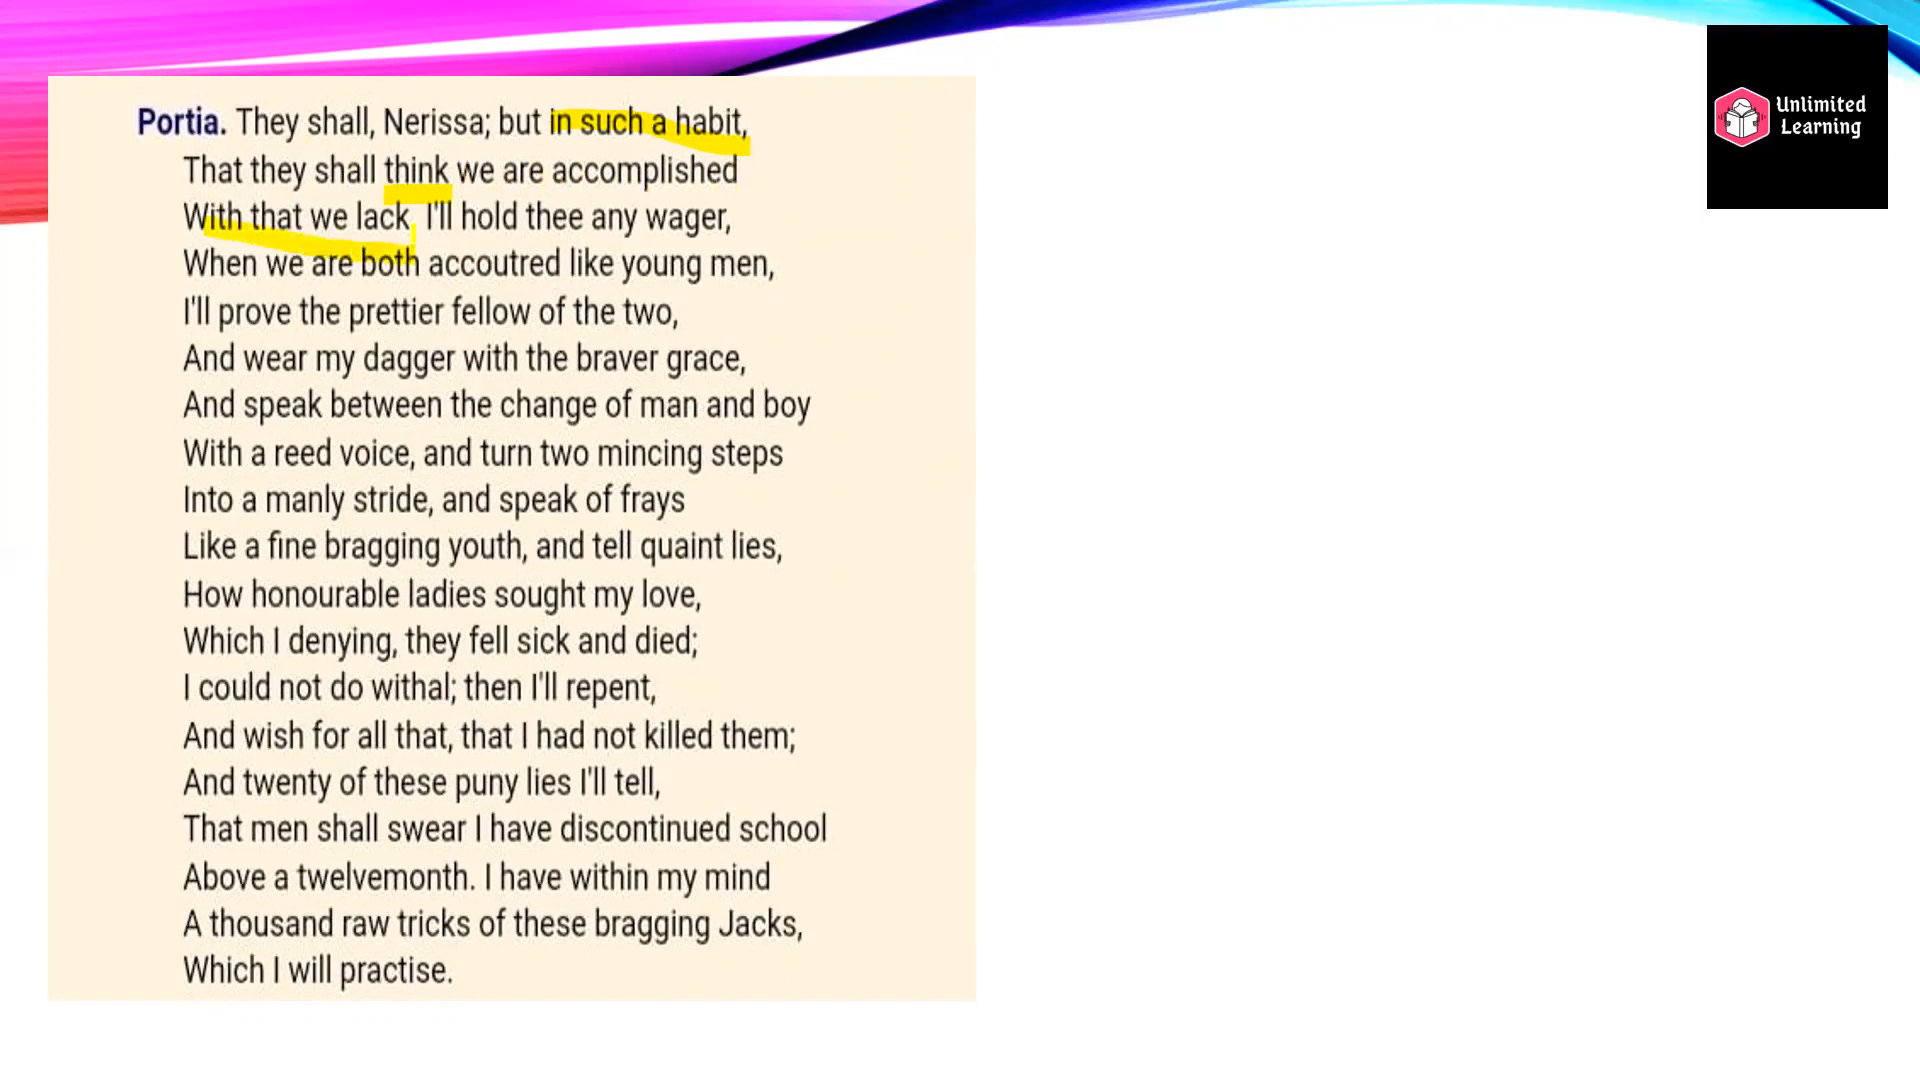 Unlimited
Learning
Portia. They shall, Nerissa; but in such a habit,
That they shall think we are accomplished
With that we lack I'll hold thee any wager,
When we are both accoutred like young men,
I'll prove the prettier fellow of the two,
And wear my dagger with the braver grace,
And speak between the change of man and boy
With a reed voice, and turn two mincing steps
Into a manly stride, and speak of frays
Like a fine bragging youth, and tell quaint lies,
How honourable ladies sought my love,
Which I denying, they fell sick and died;
I could not do withal; then I'll repent,
And wish for all that, that I had not killed them;
And twenty of these puny lies I'll tell,
That men shall swear I have discontinued school
Above a twelvemonth. I have within my mind
A thousand raw tricks of these bragging Jacks,
Which I will practise.